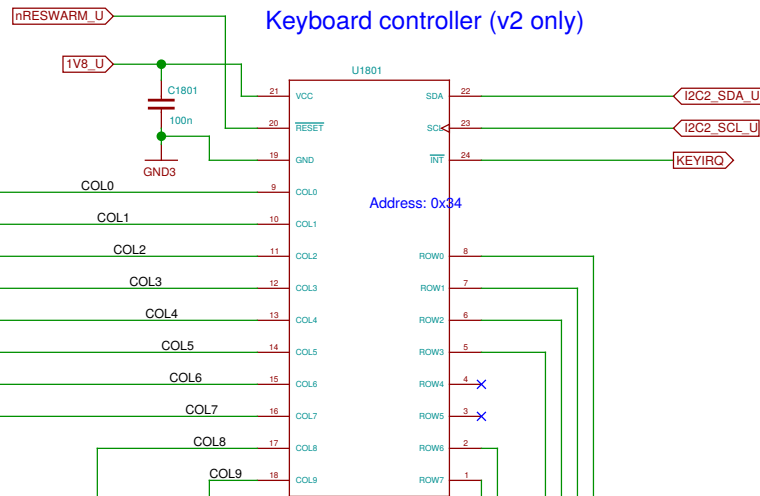 Keyboard controller (v2 only)
nRESWARM_U
1V8_U
C1801
100n
GND3
U1801
21 VCC
20 RESET
19 GND
9 COL0
10 COL1
11 COL2
12 COL3
13 COL4
14 COL5
15 COL6
16 COL7
17 COL8
18 COL9
COL0
COL1
COL2
COL3
COL4
COL5
COL6
COL7
COL8
COL9
SDA 22
SCL 23
INT 24
Address: 0x34
ROW0 8
ROW1 7
ROW2 6
ROW3 5
ROW4 4
ROW5 3
ROW6 2
ROW7 1
I2C2_SDA_U
I2C2_SCL_U
KEYIRQ